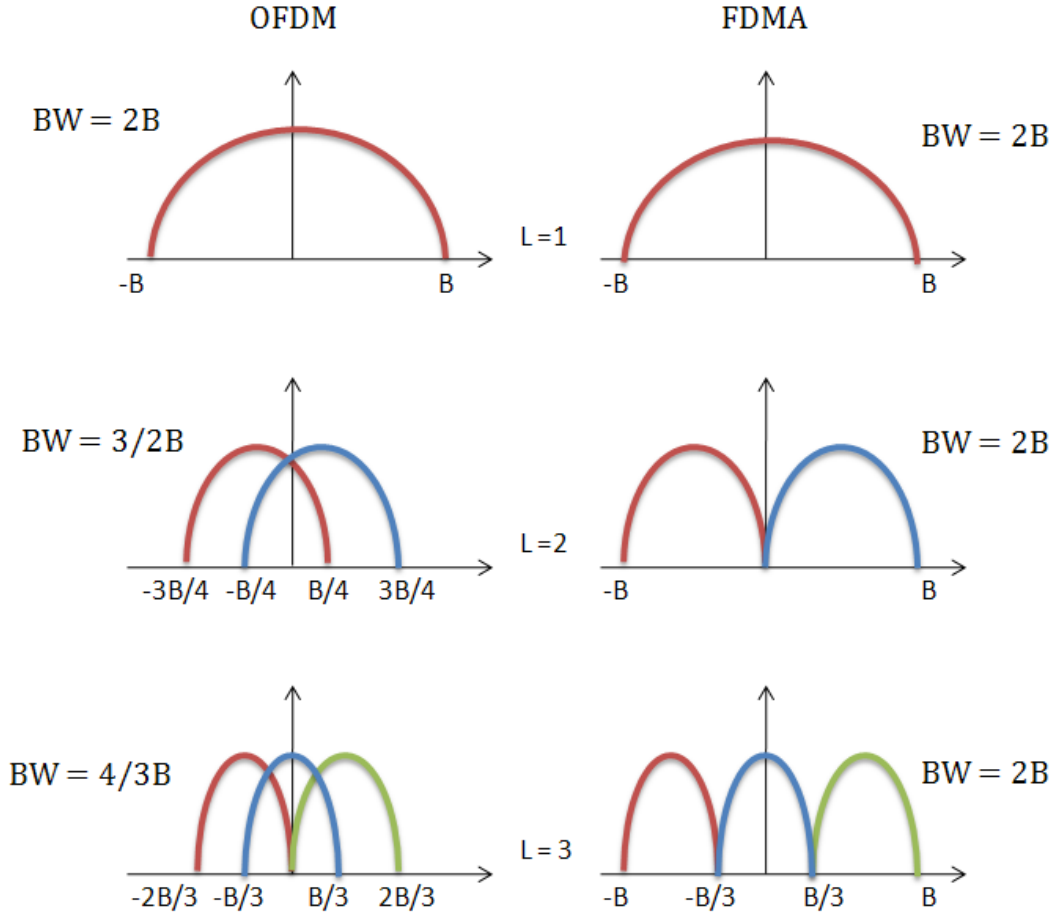 OFDM
FDMA
BW = 2B
BW = 2B
L =1
-B
B
-B
B
BW = 3/2B
BW = 2B
L =2
-3B/4
-B/4
B/4
3B/4
-B
B
BW = 4/3B
BW = 2B
L = 3
-2B/3
-B/3
B/3
2B/3
-B
-B/3
B/3
B